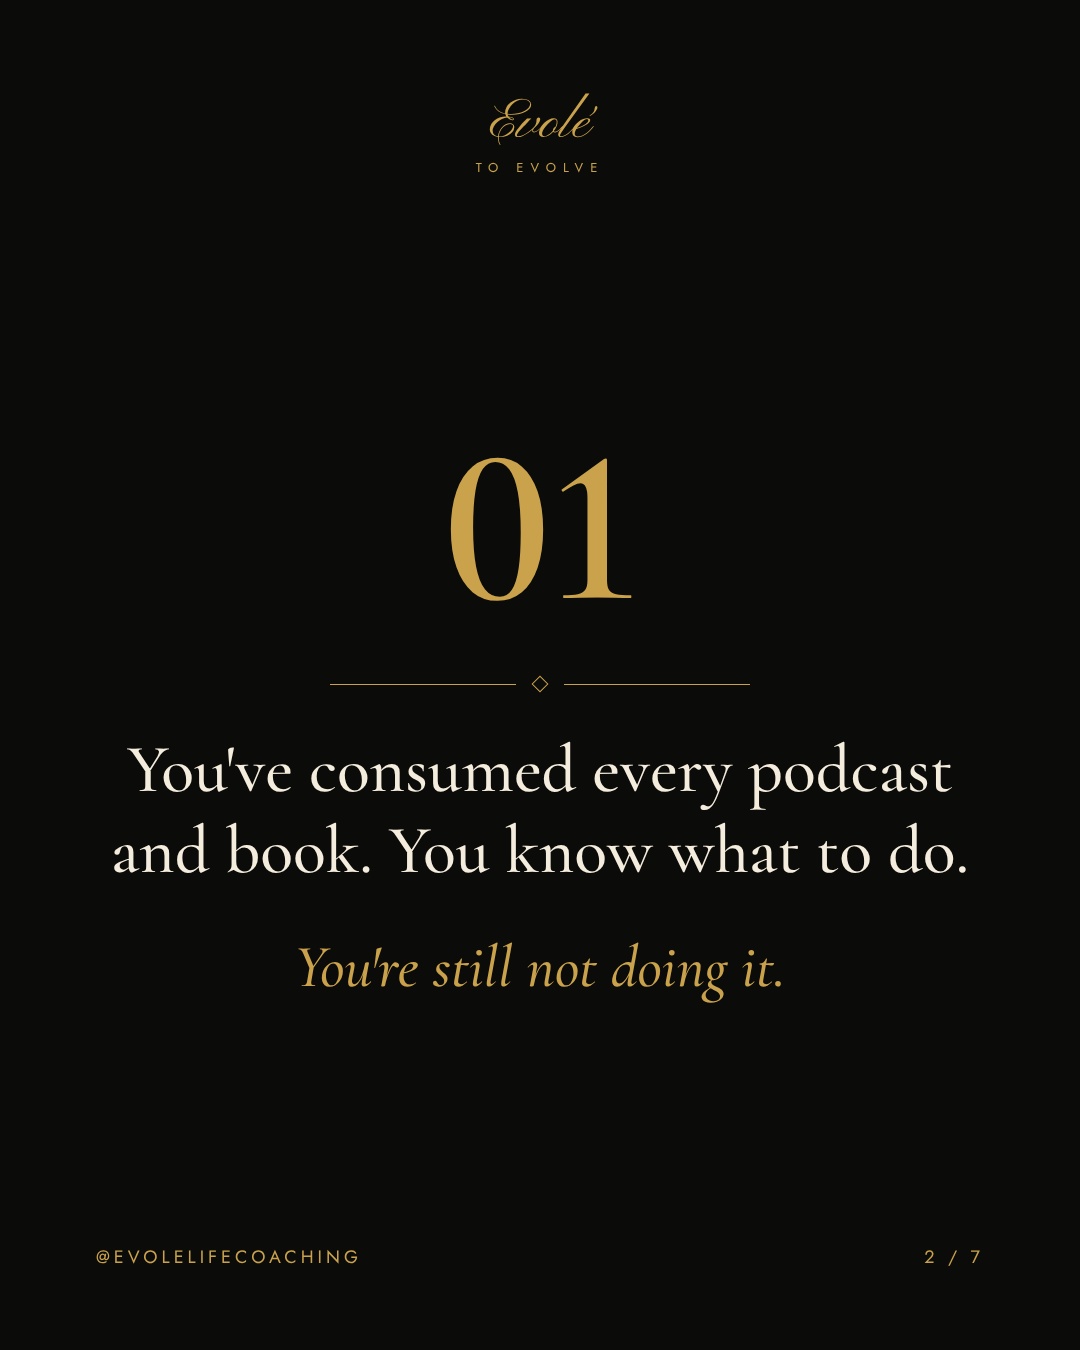 Evolé
TO EVOLVE
01
You've consumed every podcast
and book. You know what to do.
You're still not doing it.
@EVOLELIFECOACHING
2 / 7